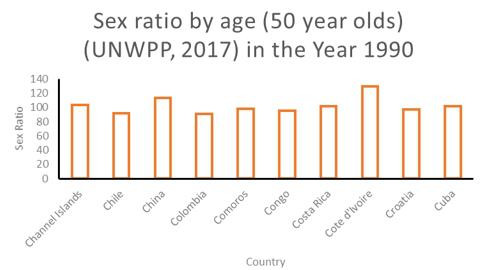 Sex ratio by age (50 year olds)
(UNWPP, 2017) in the Year 1990
140
120
100
80
60
40
20
0
Sex Ratio
Channel Islands
Chile
China
Colombia
Comoros
Congo
Costa Rica
Cote d'Ivoire
Croatia
Cuba
Country